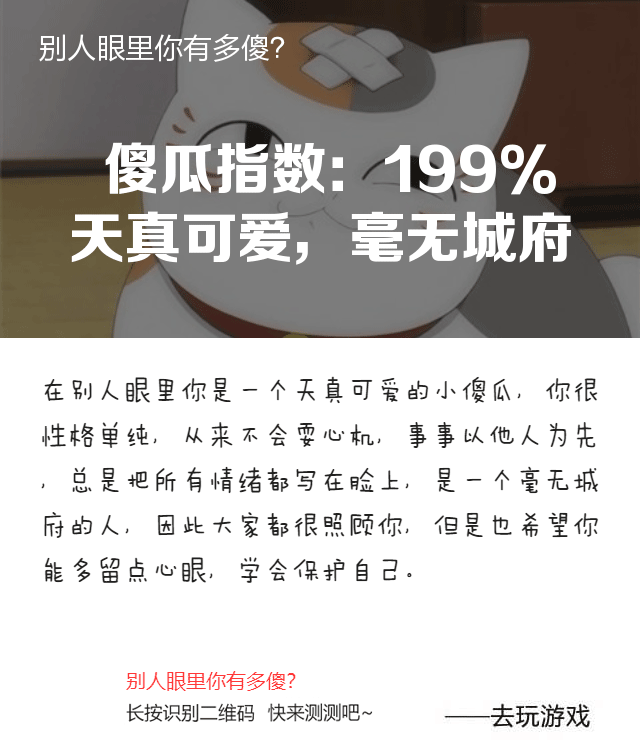 别人眼里你有多傻?
傻瓜指数：199%
天真可爱，毫无城府
在别人眼里你是一个天真可爱的小傻瓜，你很
性格单纯，从来不会耍心机，事事以他人为先
，总是把所有情绪都写在脸上，是一个毫无城
府的人，因此大家都很照顾你，但是也希望你
能多留点心眼，学会保护自己。
别人眼里你有多傻?
长按识别二维码 快来测测吧~
——去玩游戏